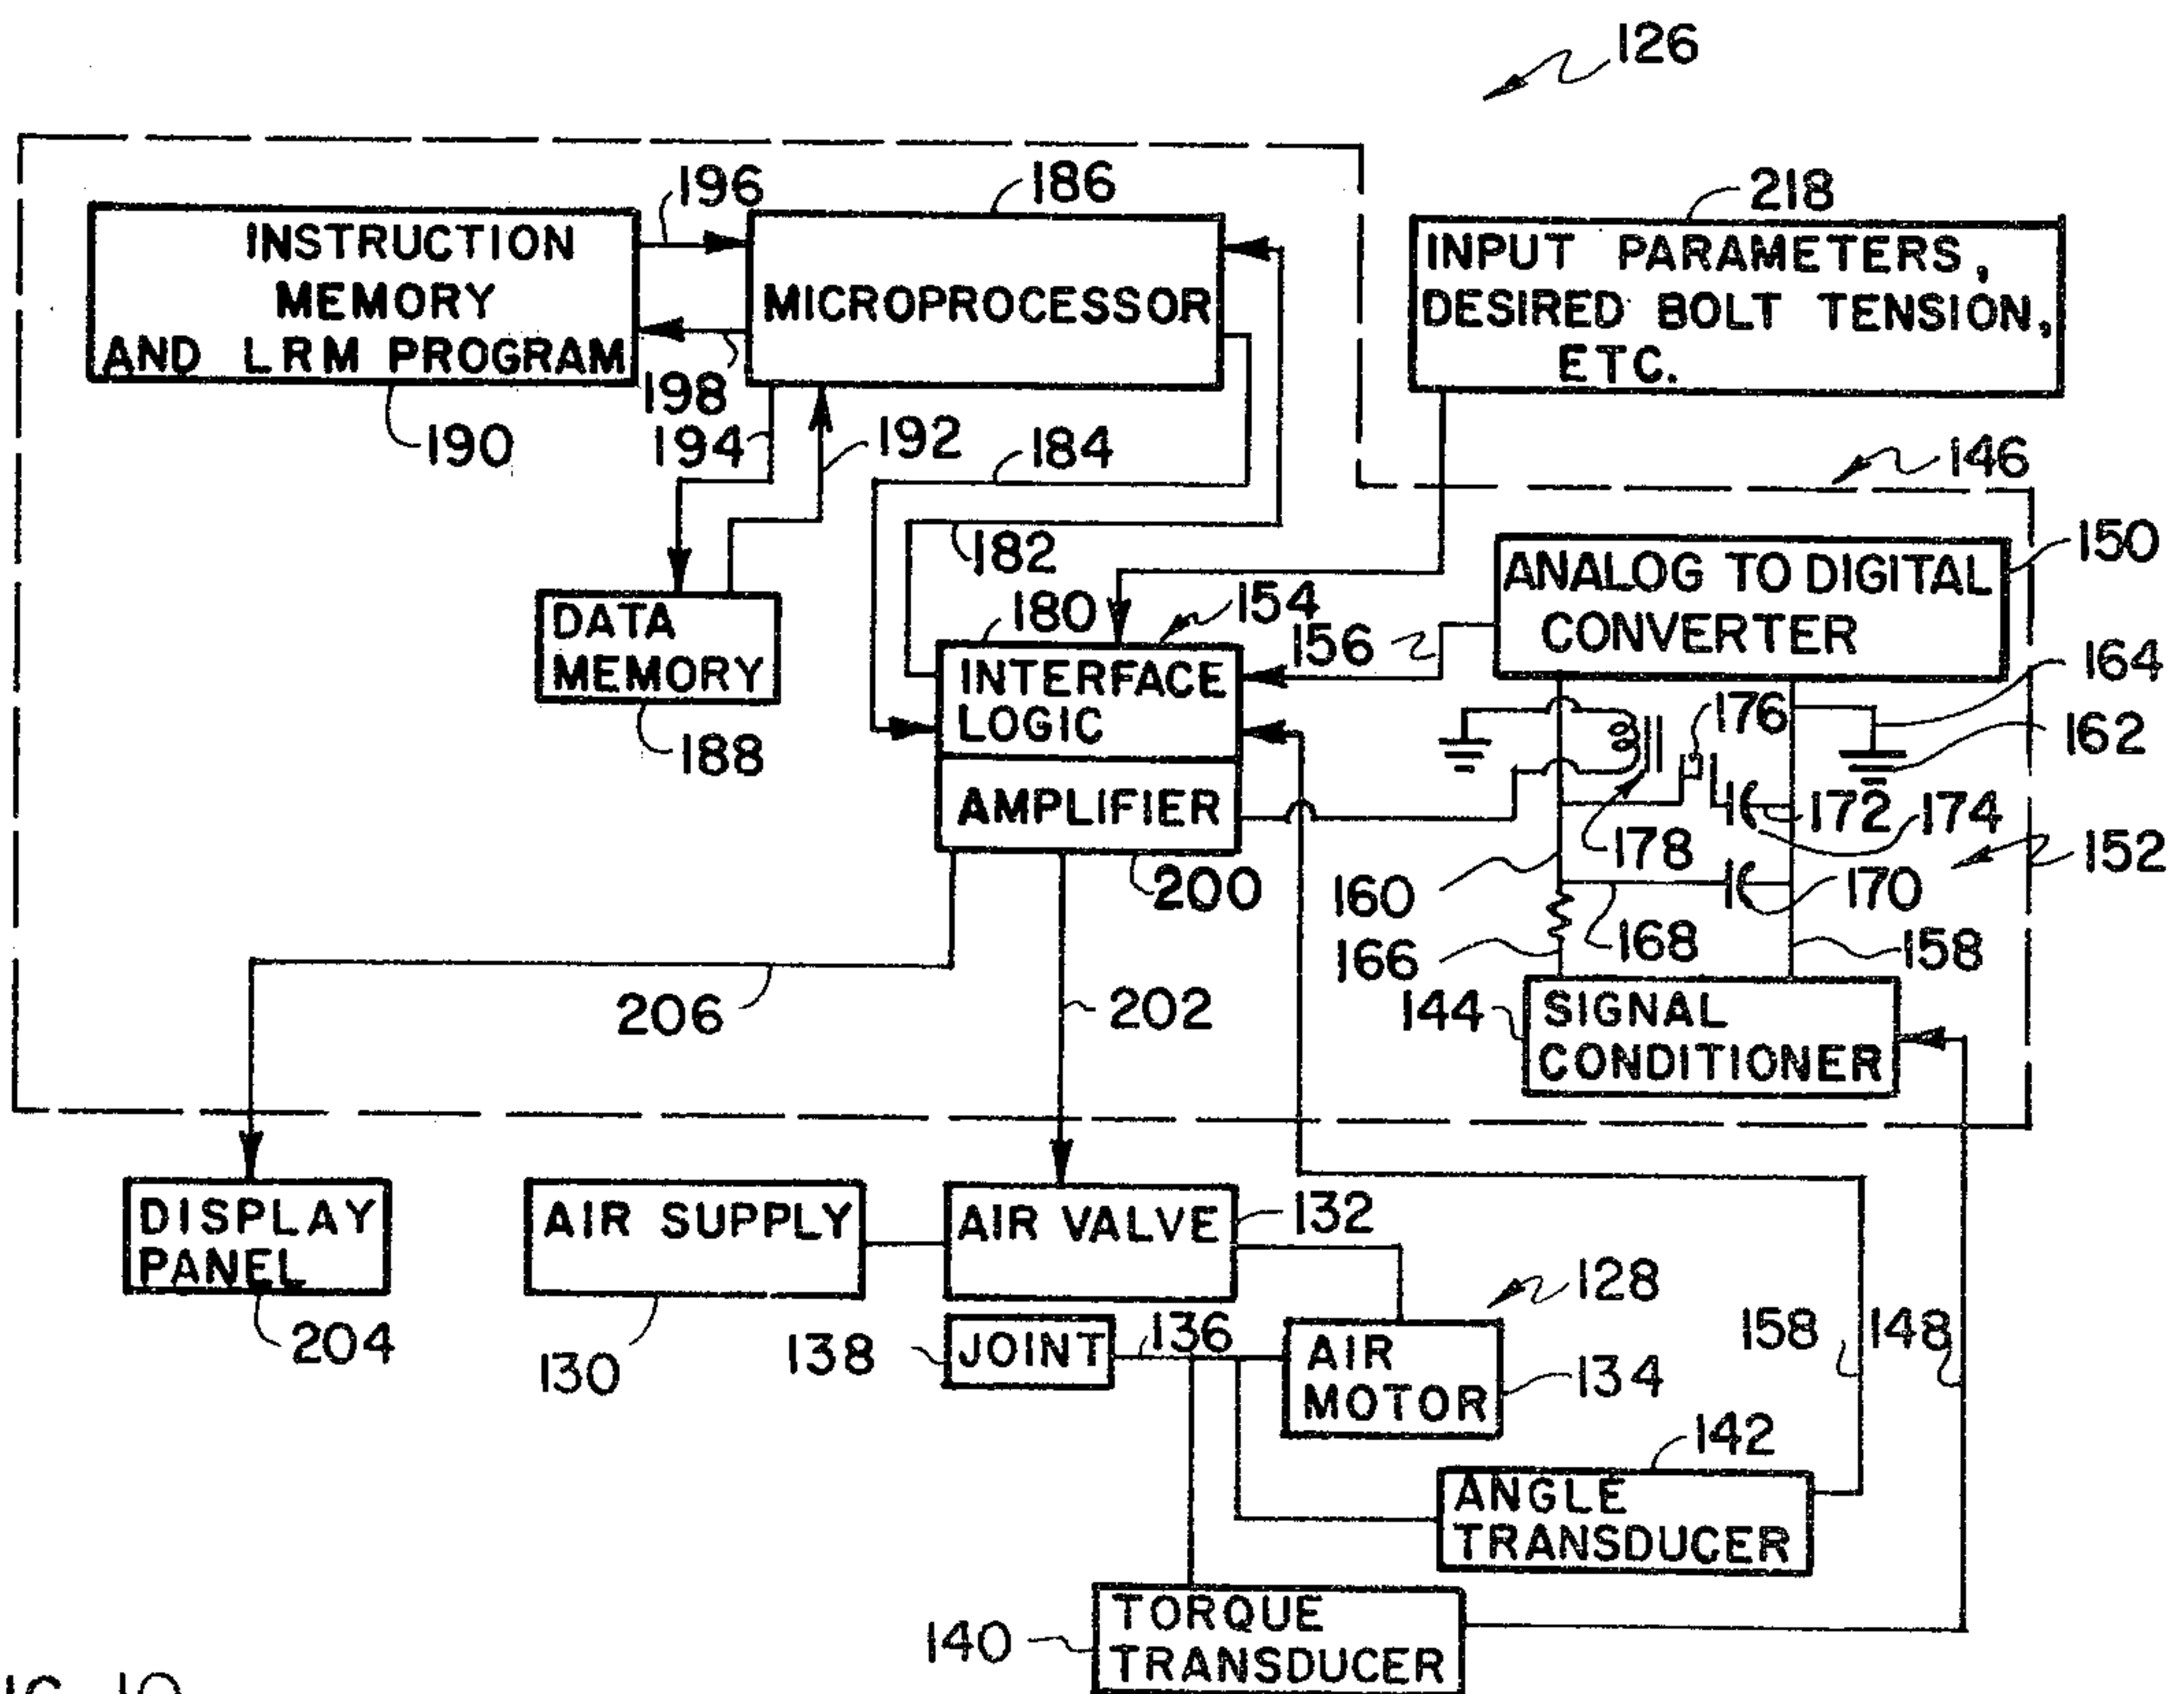 126
196
186
218
INSTRUCTION
MEMORY
AND LRM PROGRAM
MICROPROCESSOR
INPUT PARAMETERS,
DESIRED BOLT TENSION,
ETC.
198
190
194
192
184
146
182
150
ANALOG TO DIGITAL
CONVERTER
DATA
MEMORY
188
180
154
156
164
INTERFACE
LOGIC
176
162
AMPLIFIER
172
174
178
152
200
160
170
168
166
158
206
202
144
SIGNAL
CONDITIONER
DISPLAY
PANEL
AIR SUPPLY
AIR VALVE
132
128
204
130
138
JOINT
136
AIR
MOTOR
134
158
148
142
ANGLE
TRANSDUCER
140
TORQUE
TRANSDUCER
10